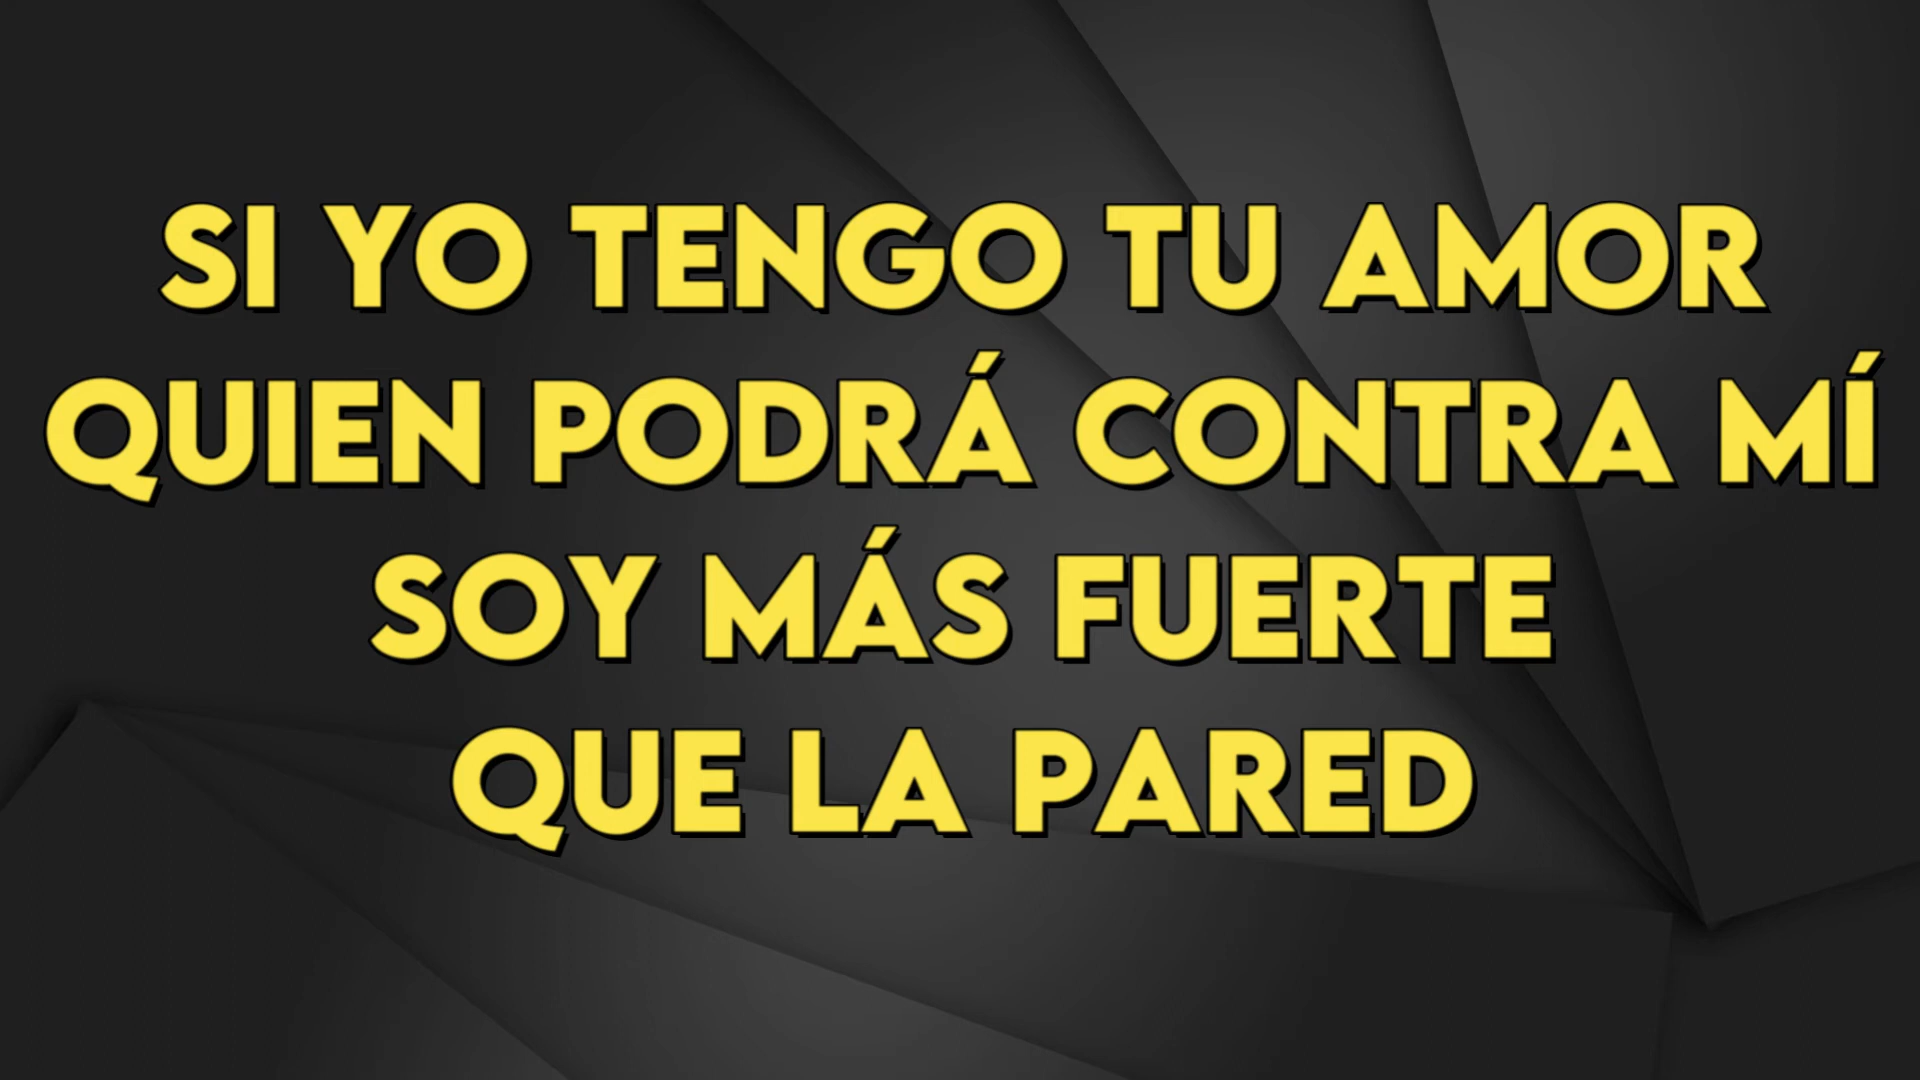 SI YO TENGO TU AMOR
QUIEN PODRÁ CONTRA MÍ
SOY MÁS FUERTE
QUE LA PARED